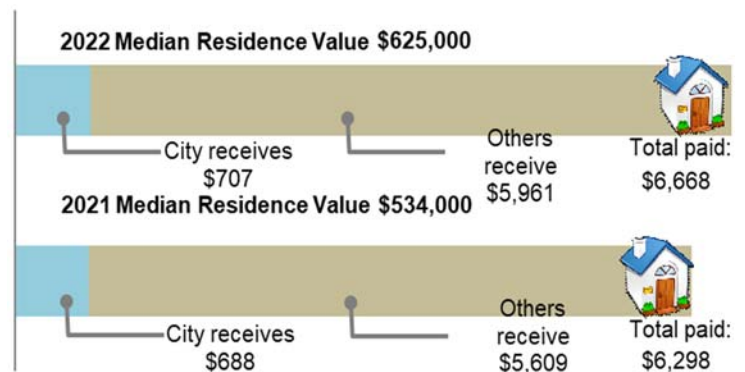 2022 Median Residence Value $625,000
City receives
$707
Others
receive
$5,961
Total paid:
$6,668
2021 Median Residence Value $534,000
City receives
$688
Others
receive
$5,609
Total paid:
$6,298